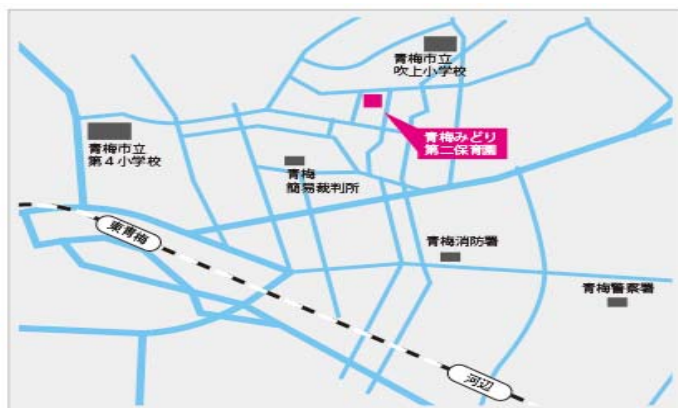 青梅市立
吹上小学校
青梅みどり
第二保育園
青梅市立
第4小学校
青梅
簡易裁判所
東青梅
青梅消防署
青梅警察署
河辺